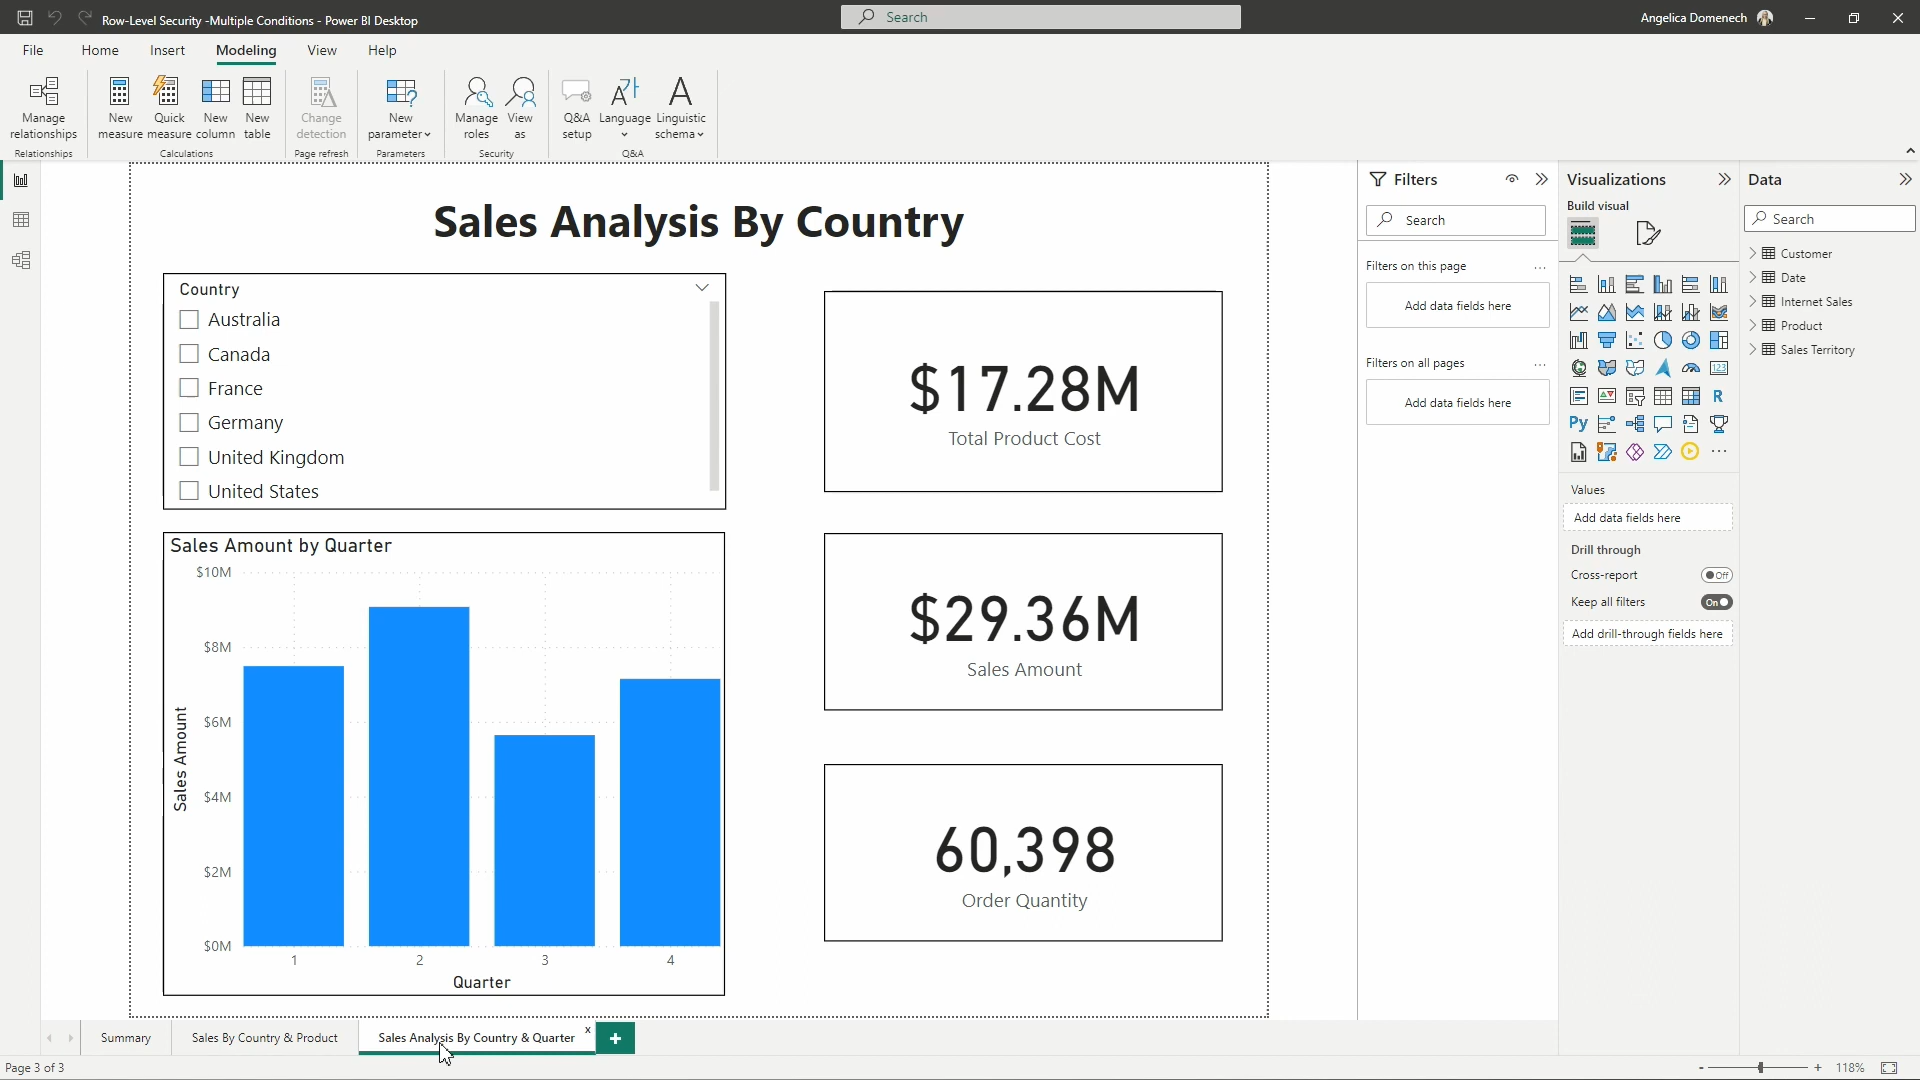 Row-Level Security -Multiple Conditions - Power BI Desktop
Search
Angelica Domenech
File Home Insert Modeling View Help
Manage relationships
New measure
Quick measure
New column
New table
Change detection
New parameter
Manage roles
View as
Q&A setup
Language
Linguistic schema
Relationships
Calculations
Page refresh
Parameters
Security
Q&A
Sales Analysis By Country
Country
Australia
Canada
France
Germany
United Kingdom
United States
$17.28M
Total Product Cost
Sales Amount by Quarter
$10M
$8M
$6M
$4M
$2M
$0M
Sales Amount
1 2 3 4
Quarter
$29.36M
Sales Amount
60,398
Order Quantity
Filters
Search
Filters on this page
...
Add data fields here
Filters on all pages
...
Add data fields here
Visualizations
Build visual
123
R
Py
...
Values
Add data fields here
Drill through
Cross-report
Off
Keep all filters
On
Add drill-through fields here
Data
Search
Customer
Date
Internet Sales
Product
Sales Territory
Summary
Sales By Country & Product
Sales Analysis By Country & Quarter
x
+
Page 3 of 3
- + 118%